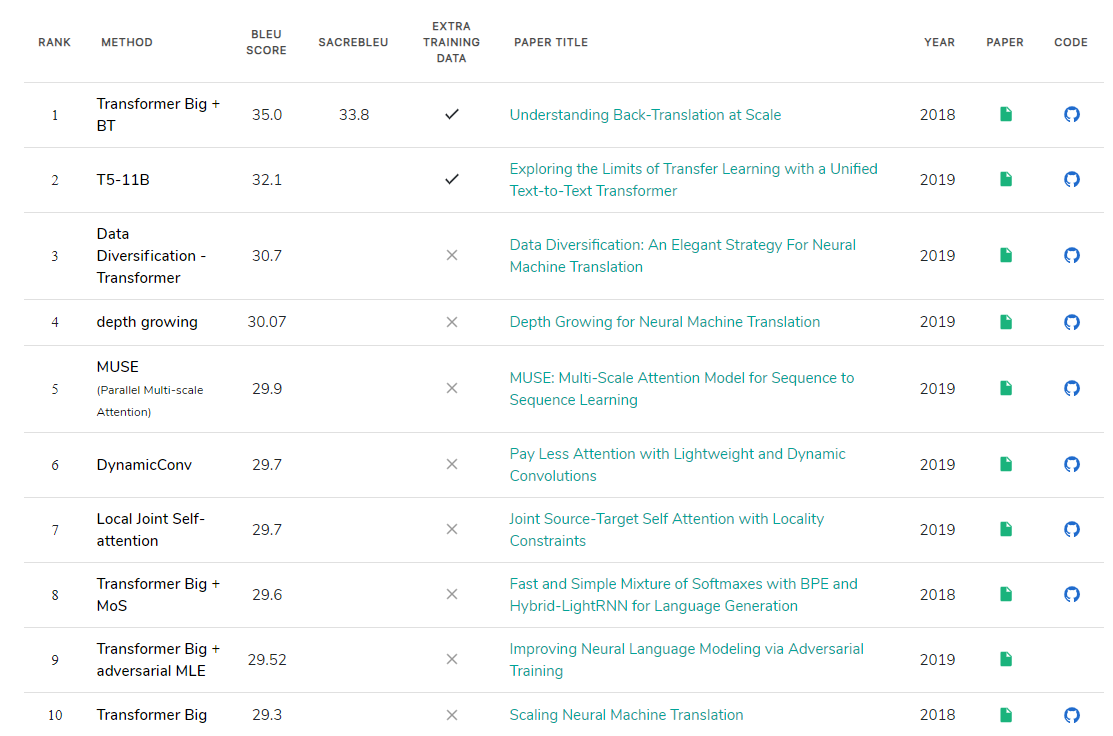 RANK METHOD BLEU SCORE SACREBLEU EXTRA TRAINING DATA PAPER TITLE YEAR PAPER CODE
1 Transformer Big + BT 35.0 33.8 Understanding Back-Translation at Scale 2018
2 T5-11B 32.1 Exploring the Limits of Transfer Learning with a Unified Text-to-Text Transformer 2019
3 Data Diversification - Transformer 30.7 Data Diversification: An Elegant Strategy For Neural Machine Translation 2019
4 depth growing 30.07 Depth Growing for Neural Machine Translation 2019
5 MUSE (Parallel Multi-scale Attention) 29.9 MUSE: Multi-Scale Attention Model for Sequence to Sequence Learning 2019
6 DynamicConv 29.7 Pay Less Attention with Lightweight and Dynamic Convolutions 2019
7 Local Joint Self-attention 29.7 Joint Source-Target Self Attention with Locality Constraints 2019
8 Transformer Big + MoS 29.6 Fast and Simple Mixture of Softmaxes with BPE and Hybrid-LightRNN for Language Generation 2018
9 Transformer Big + adversarial MLE 29.52 Improving Neural Language Modeling via Adversarial Training 2019
10 Transformer Big 29.3 Scaling Neural Machine Translation 2018